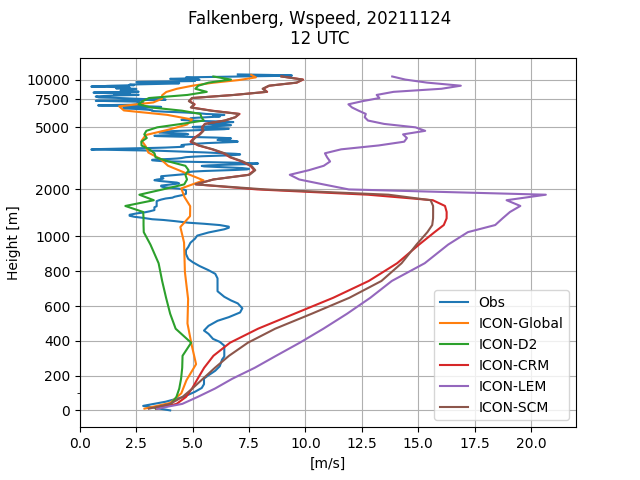 Falkenberg, Wspeed, 20211124
12 UTC
Height [m]
10000
7500
5000
2000
1000
800
600
400
200
0
0.0 2.5 5.0 7.5 10.0 12.5 15.0 17.5 20.0
[m/s]
Obs
ICON-Global
ICON-D2
ICON-CRM
ICON-LEM
ICON-SCM